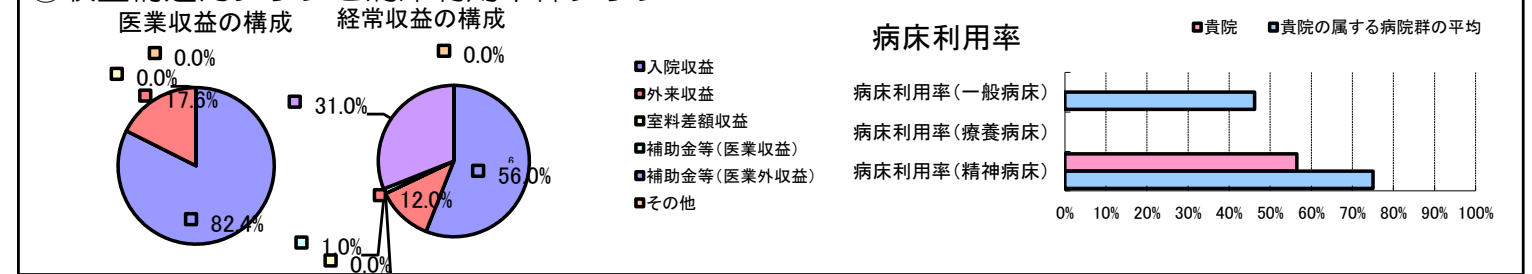 医業収益の構成
0.0%
0.0%
17.6%
82.4%
経常収益の構成
0.0%
31.0%
56.0%
12.0%
1.0%
0.0%
入院収益
外来収益
室料差額収益
補助金等(医業収益)
補助金等(医業外収益)
その他
病床利用率
貴院 貴院の属する病院群の平均
病床利用率(一般病床)
病床利用率(療養病床)
病床利用率(精神病床)
0% 10% 20% 30% 40% 50% 60% 70% 80% 90% 100%